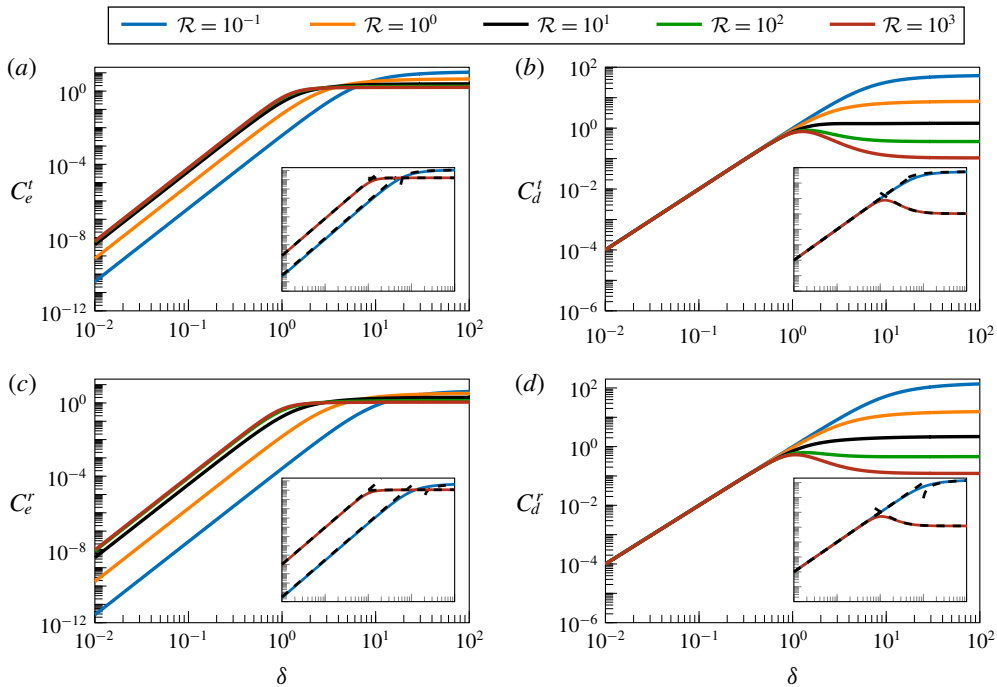 ℛ = 10⁻¹ ℛ = 10⁰ ℛ = 10¹ ℛ = 10² ℛ = 10³
(a) (b)
10⁰
10⁻⁴
10⁻⁸
10⁻¹²
Cₑᵗ
10⁻² 10⁻¹ 10⁰ 10¹ 10²
10²
10⁰
10⁻²
10⁻⁴
10⁻⁶
C_d^t
10⁻² 10⁻¹ 10⁰ 10¹ 10²
(c) (d)
10⁰
10⁻⁴
10⁻⁸
10⁻¹²
Cₑʳ
10⁻² 10⁻¹ 10⁰ 10¹ 10²
δ
10²
10⁰
10⁻²
10⁻⁴
10⁻⁶
C_d^r
10⁻² 10⁻¹ 10⁰ 10¹ 10²
δ